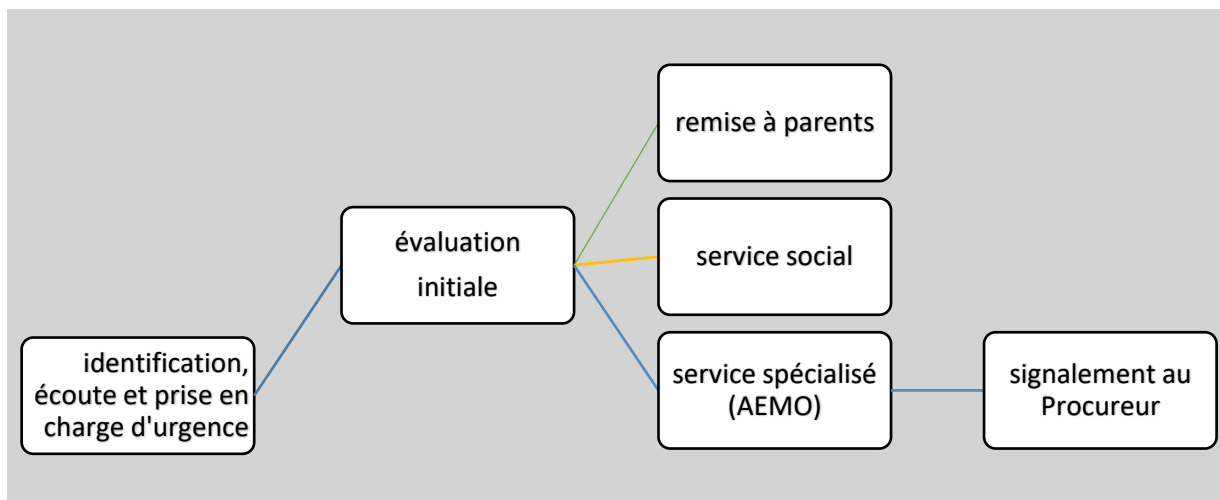 identification,
écoute et prise en
charge d'urgence
évaluation
initiale
remise à parents
service social
service spécialisé
(AEMO)
signalement au
Procureur